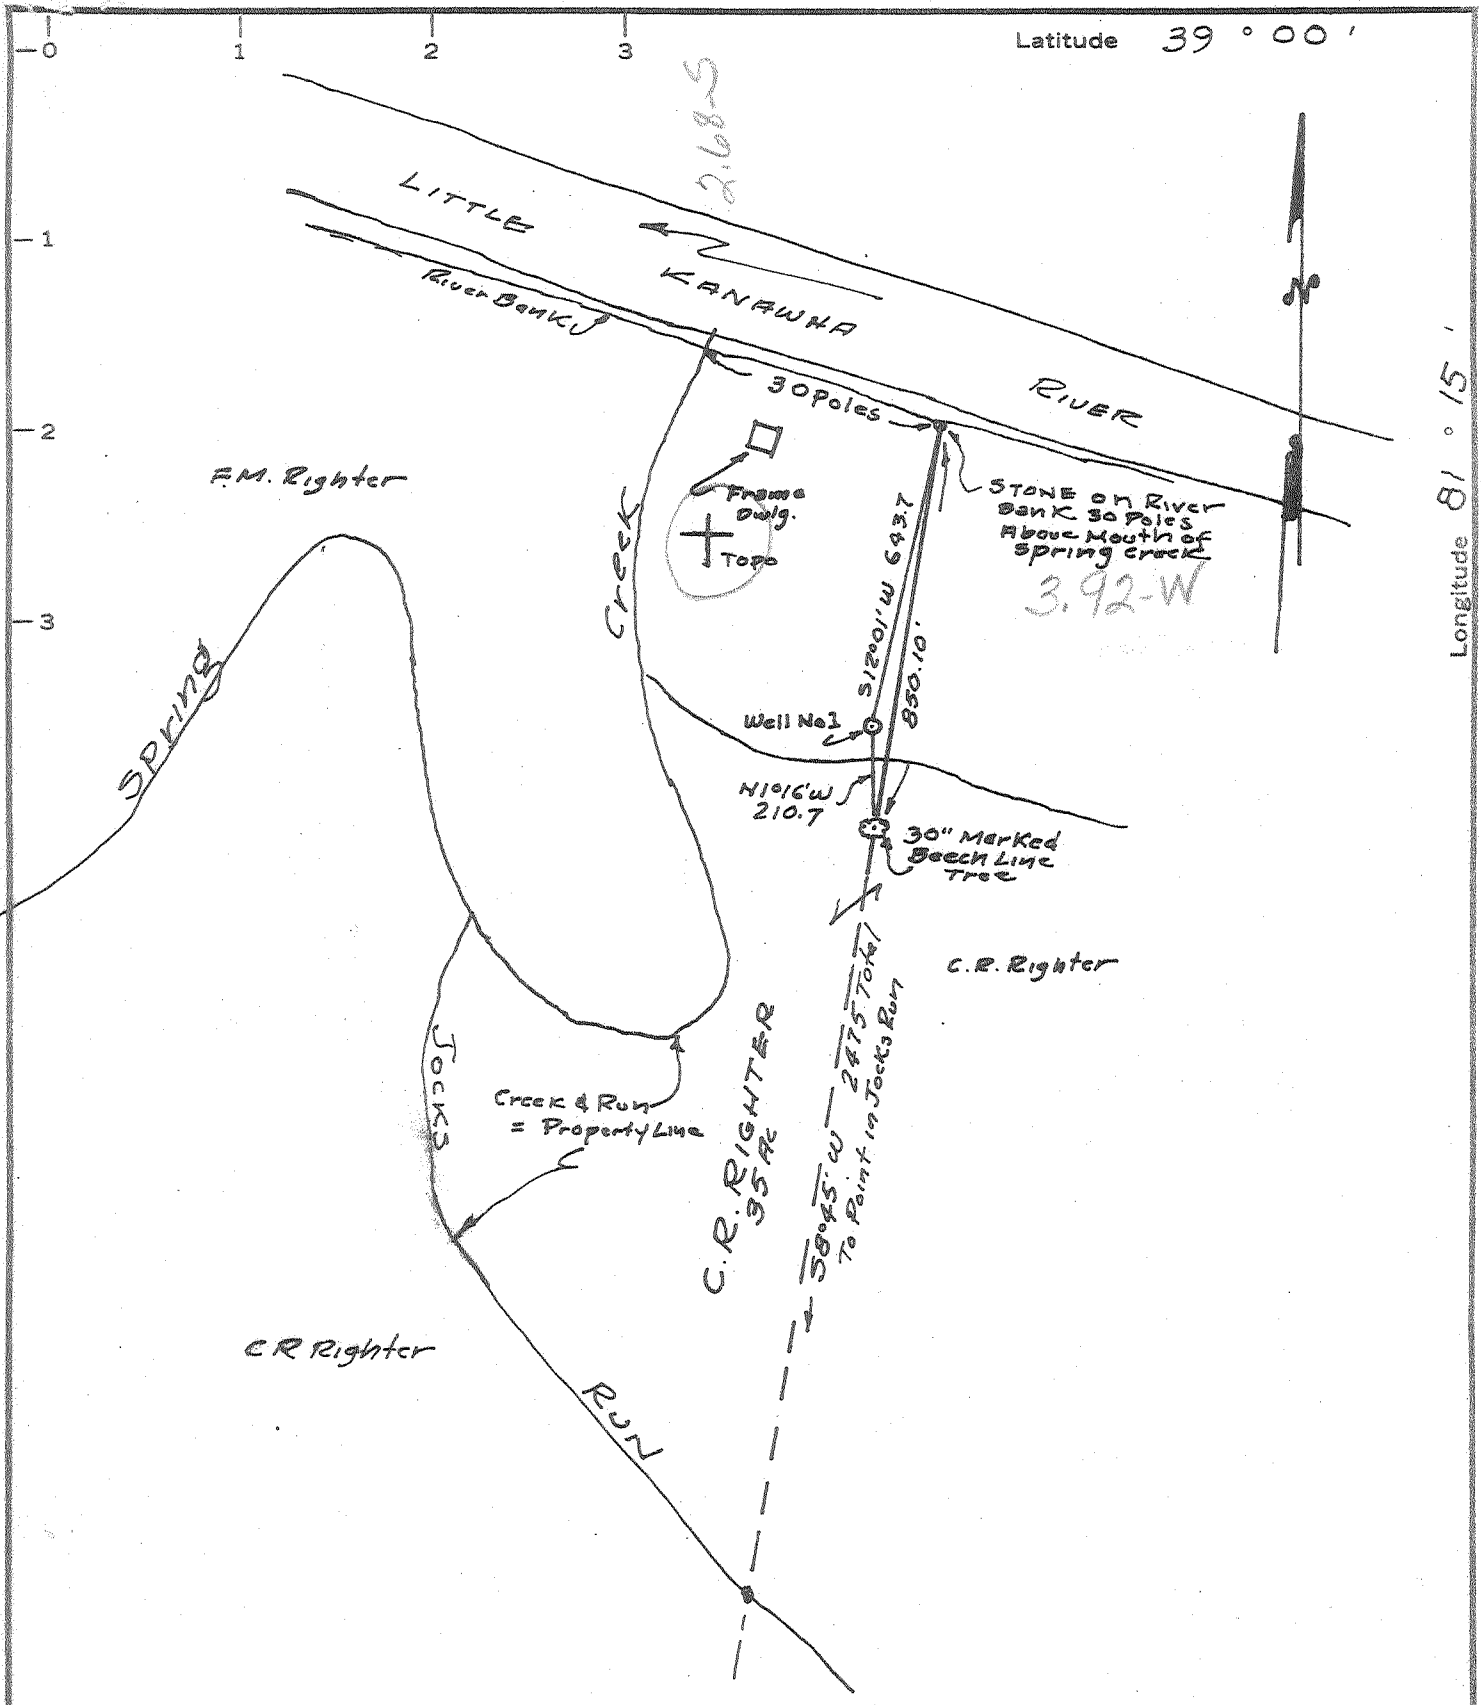 0
1
2
3
Latitude 39 ° 00 '
2.68-S
LITTLE
1
KANAWHA
River Bank
Longitude 81 ° 15 '
30 Poles
RIVER
2
F.M. Righter
Frame
Dwlg.
STONE on River
Bank 30 Poles
Above Mouth of
Spring Creek
Topo
3.92-W
3
Creek
S12°01'W 643.7
850.10'
Spring
Well No1
N1°16'W
210.7
30" Marked
Beech Line
Tree
C.R. Righter
S8°45'W 2475 Total
To Point in Jocks Run
C.R. RIGHTER
35 Ac
Jocks
Creek & Run
= Property Line
C R Righter
RUN